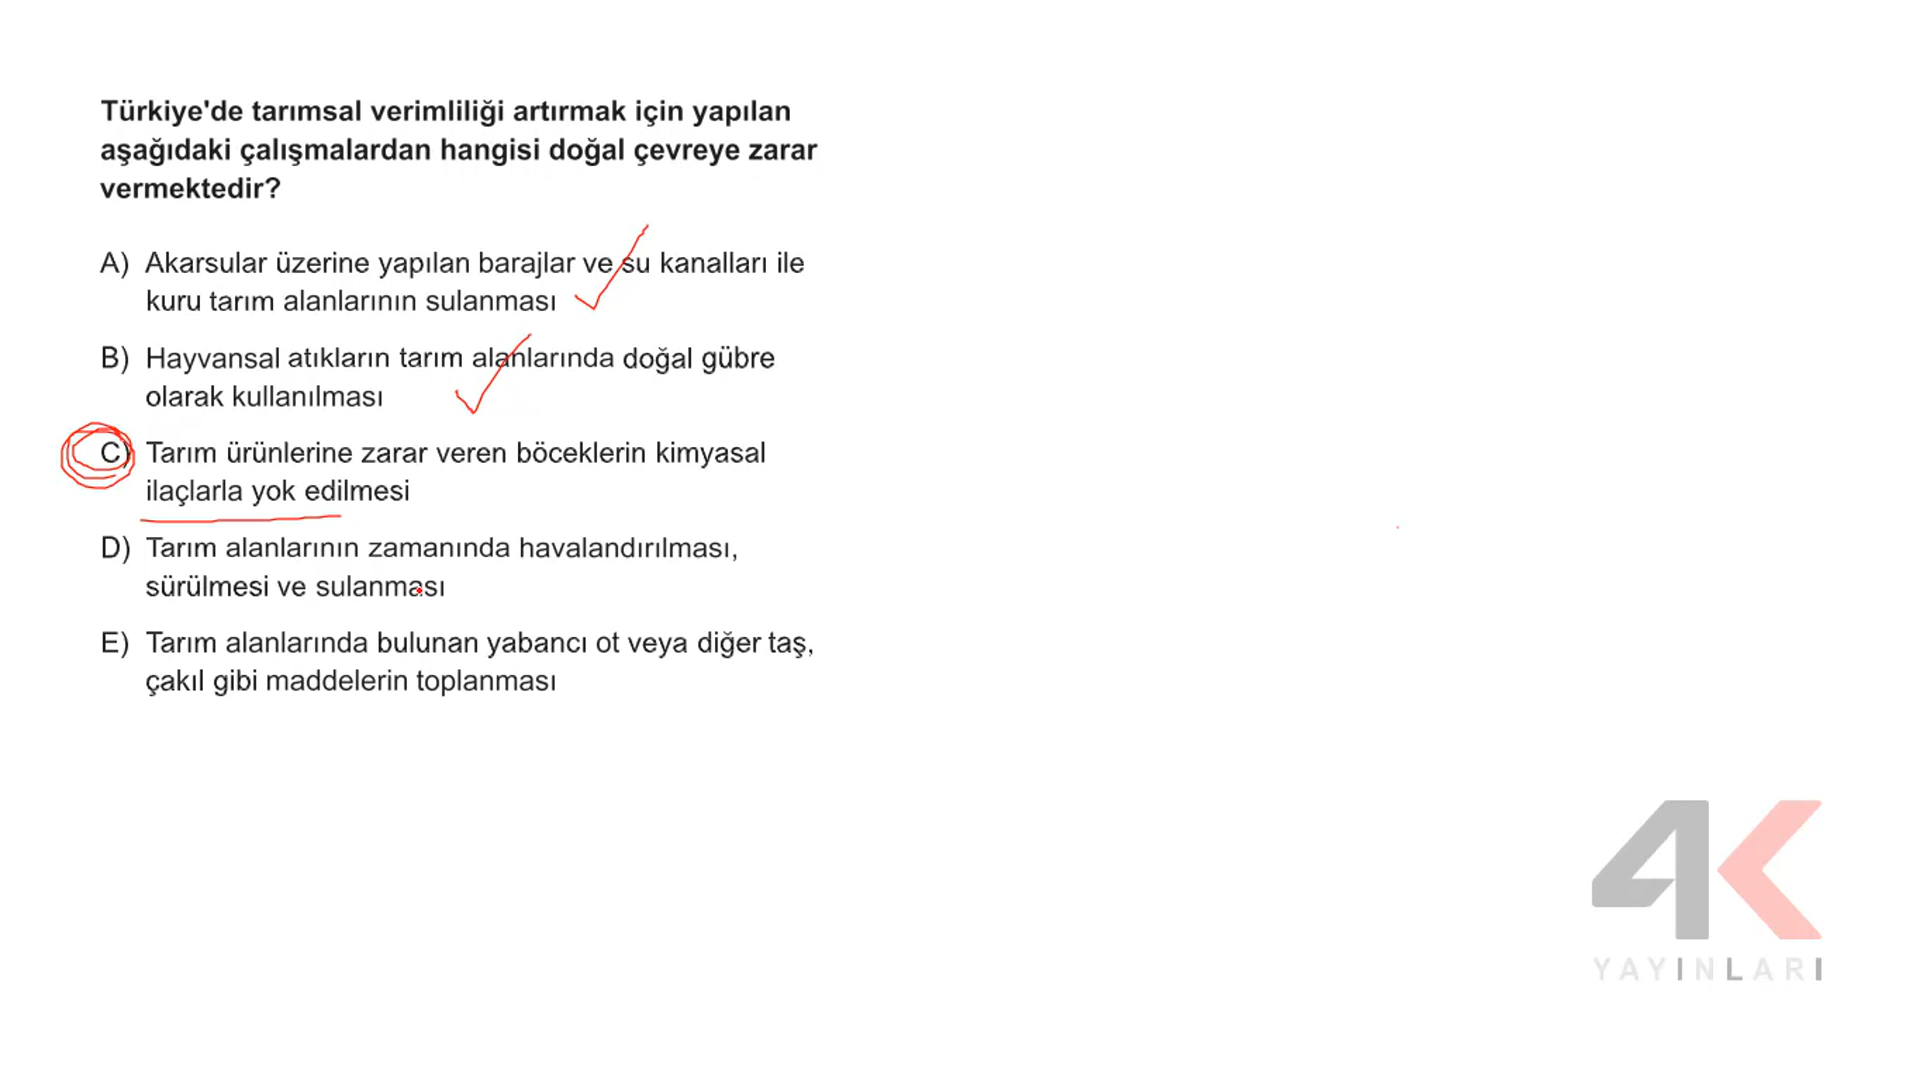 Türkiye'de tarımsal verimliliği artırmak için yapılan
aşağıdaki çalışmalardan hangisi doğal çevreye zarar
vermektedir?
A) Akarsular üzerine yapılan barajlar ve su kanalları ile
kuru tarım alanlarının sulanması
B) Hayvansal atıkların tarım alanlarında doğal gübre
olarak kullanılması
C) Tarım ürünlerine zarar veren böceklerin kimyasal
ilaçlarla yok edilmesi
D) Tarım alanlarının zamanında havalandırılması,
sürülmesi ve sulanması
E) Tarım alanlarında bulunan yabancı ot veya diğer taş,
çakıl gibi maddelerin toplanması
4K
YAYINLARI